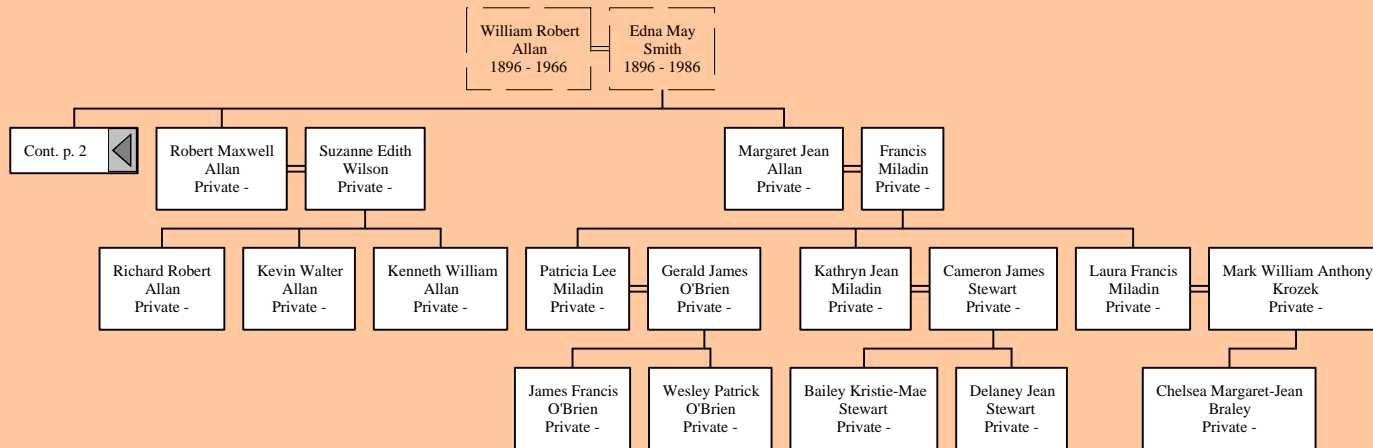 William Robert
Allan
1896 - 1966
Edna May
Smith
1896 - 1986
Cont. p. 2
Robert Maxwell
Allan
Private -
Suzanne Edith
Wilson
Private -
Margaret Jean
Allan
Private -
Francis
Miladin
Private -
Richard Robert
Allan
Private -
Kevin Walter
Allan
Private -
Kenneth William
Allan
Private -
Patricia Lee
Miladin
Private -
Gerald James
O'Brien
Private -
Kathryn Jean
Miladin
Private -
Cameron James
Stewart
Private -
Laura Francis
Miladin
Private -
Mark William Anthony
Krozek
Private -
James Francis
O'Brien
Private -
Wesley Patrick
O'Brien
Private -
Bailey Kristie-Mae
Stewart
Private -
Delaney Jean
Stewart
Private -
Chelsea Margaret-Jean
Braley
Private -